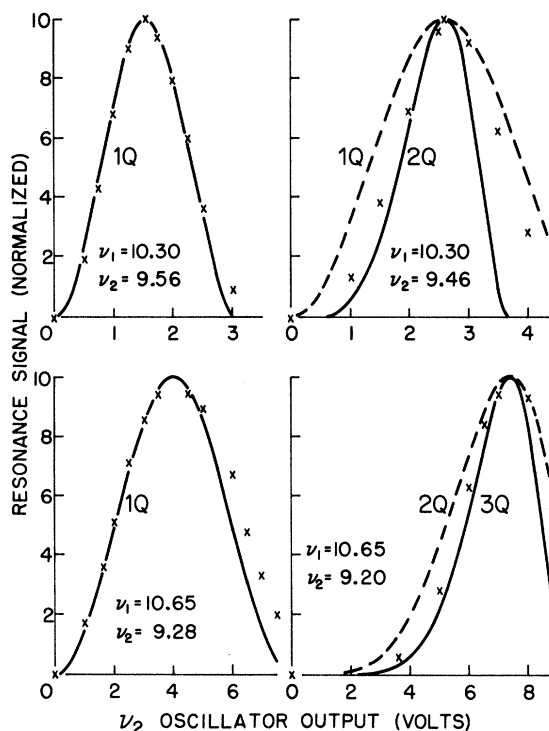 RESONANCE SIGNAL (NORMALIZED)
10
8
6
4
2
0
1Q
ν₁ = 10.30
ν₂ = 9.56
0 1 2 3
1Q 2Q
ν₁ = 10.30
ν₂ = 9.46
0 1 2 3 4
10
8
6
4
2
0
1Q
ν₁ = 10.65
ν₂ = 9.28
0 2 4 6
2Q 3Q
ν₁ = 10.65
ν₂ = 9.20
0 2 4 6 8
ν₂ OSCILLATOR OUTPUT (VOLTS)